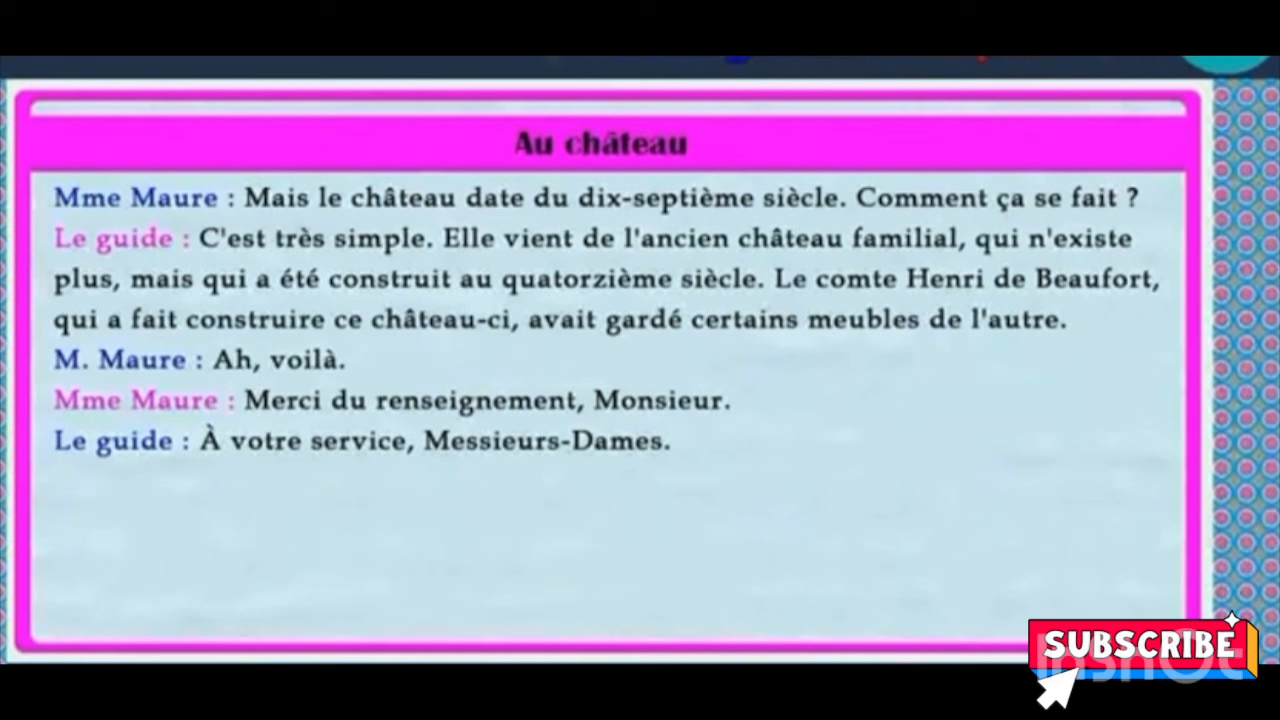 Au château
Mme Maure : Mais le château date du dix-septième siècle. Comment ça se fait ?
Le guide : C'est très simple. Elle vient de l'ancien château familial, qui n'existe
plus, mais qui a été construit au quatorzième siècle. Le comte Henri de Beaufort,
qui a fait construire ce château-ci, avait gardé certains meubles de l'autre.
M. Maure : Ah, voilà.
Mme Maure : Merci du renseignement, Monsieur.
Le guide : À votre service, Messieurs-Dames.
SUBSCRIBE